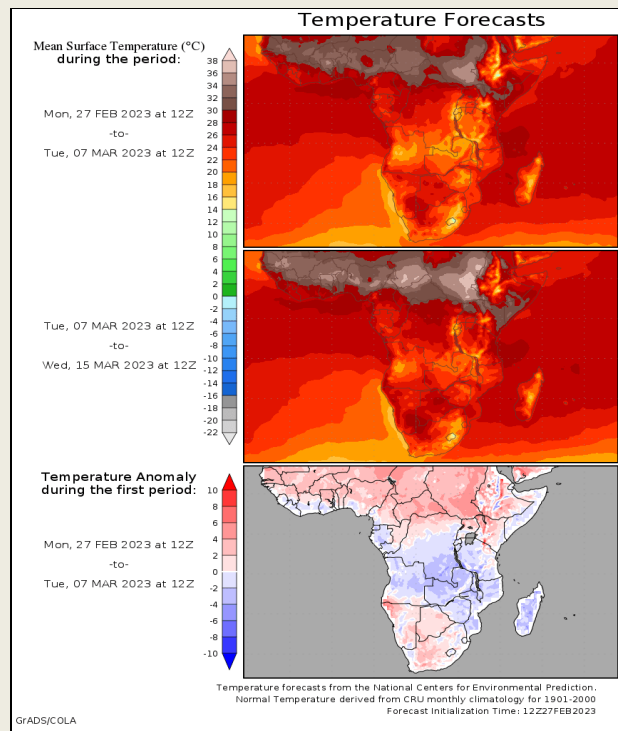 Temperature Forecasts
Mean Surface Temperature (°C)
during the period:
Mon, 27 FEB 2023 at 12Z
-to-
Tue, 07 MAR 2023 at 12Z
38
36
34
32
30
28
26
24
22
20
18
16
14
12
10
8
6
4
2
0
-2
-4
-6
-8
-10
-12
-14
-16
-18
-20
-22
Tue, 07 MAR 2023 at 12Z
-to-
Wed, 15 MAR 2023 at 12Z
Temperature Anomaly
during the first period:
Mon, 27 FEB 2023 at 12Z
-to-
Tue, 07 MAR 2023 at 12Z
10
8
6
4
2
0
-2
-4
-6
-8
-10
Temperature forecasts from the National Centers for Environmental Prediction.
Normal Temperature derived from CRU monthly climatology for 1901-2000
Forecast Initialization Time: 12Z27FEB2023
GrADS/COLA